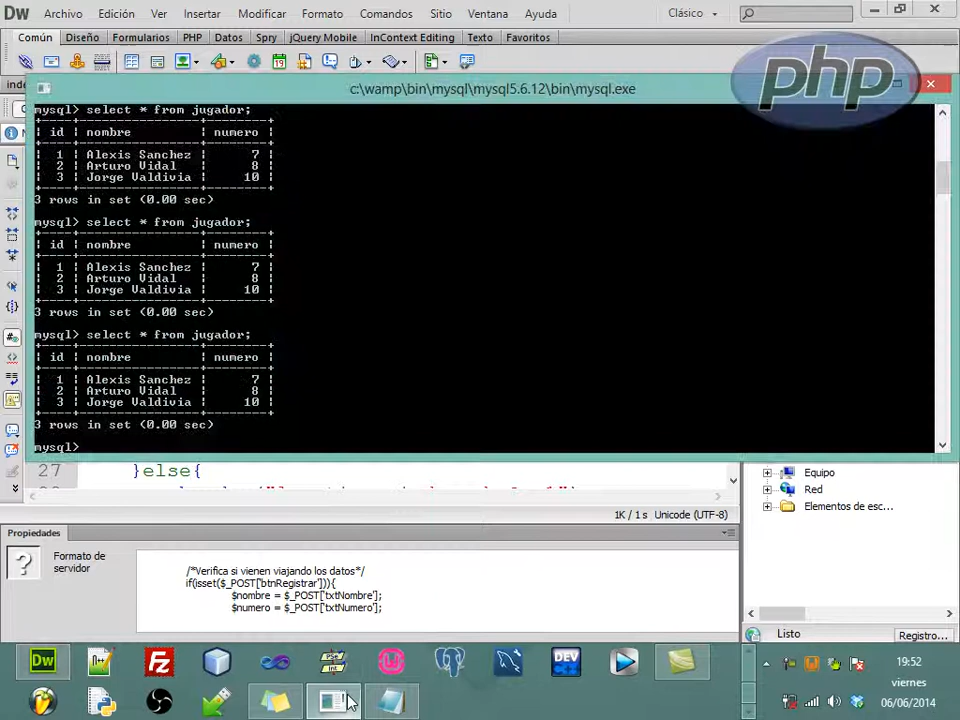 Dw Archivo Edición Ver Insertar Modificar Formato Comandos Sitio Ventana Ayuda Clásico
Común Diseño Formularios PHP Datos Spry jQuery Mobile InContext Editing Texto Favoritos
c:\wamp\bin\mysql\mysql5.6.12\bin\mysql.exe
php
mysql> select * from jugador;
| id | nombre | numero |
| 1 | Alexis Sanchez | 7 |
| 2 | Arturo Vidal | 8 |
| 3 | Jorge Valdivia | 10 |
3 rows in set (0.00 sec)
mysql> select * from jugador;
| id | nombre | numero |
| 1 | Alexis Sanchez | 7 |
| 2 | Arturo Vidal | 8 |
| 3 | Jorge Valdivia | 10 |
3 rows in set (0.00 sec)
mysql> select * from jugador;
| id | nombre | numero |
| 1 | Alexis Sanchez | 7 |
| 2 | Arturo Vidal | 8 |
| 3 | Jorge Valdivia | 10 |
3 rows in set (0.00 sec)
mysql>
27 }else{
Equipo
Red
Elementos de esc...
1K / 1 s Unicode (UTF-8)
Propiedades
Formato de
servidor
/*Verifica si vienen viajando los datos*/
if(isset($_POST['btnRegistrar'])){
$nombre = $_POST['txtNombre'];
$numero = $_POST['txtNumero'];
Listo Registro...
Dw
FZ
PSe
Int
DEV
19:52
viernes
06/06/2014